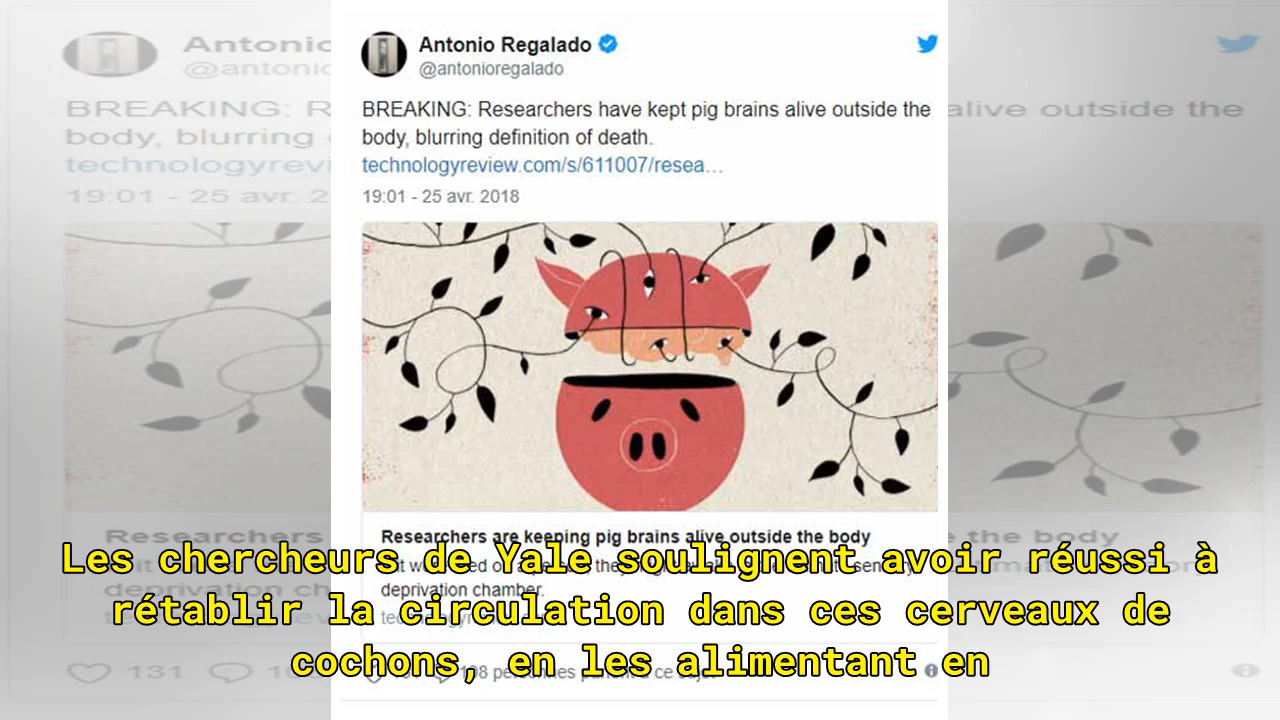 Antonio Regalado
@antonioregalado
BREAKING: Researchers have kept pig brains alive outside the
body, blurring definition of death.
technologyreview.com/s/611007/resea...
19:01 - 25 avr. 2018
Researchers are keeping pig brains alive outside the body
deprivation chamber.
Les chercheurs de Yale soulignent avoir réussi à
rétablir la circulation dans ces cerveaux de
cochons, en les alimentant en